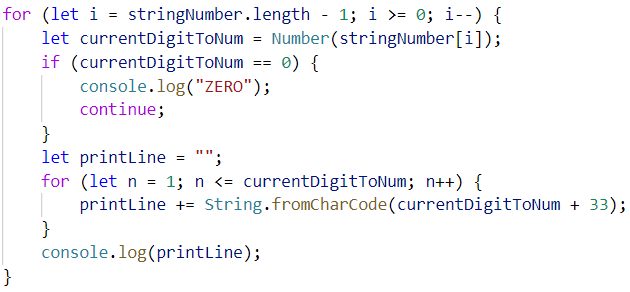 for (let i = stringNumber.length - 1; i >= 0; i--) {
    let currentDigitToNum = Number(stringNumber[i]);
    if (currentDigitToNum == 0) {
        console.log("ZERO");
        continue;
    }
    let printLine = "";
    for (let n = 1; n <= currentDigitToNum; n++) {
        printLine += String.fromCharCode(currentDigitToNum + 33);
    }
    console.log(printLine);
}